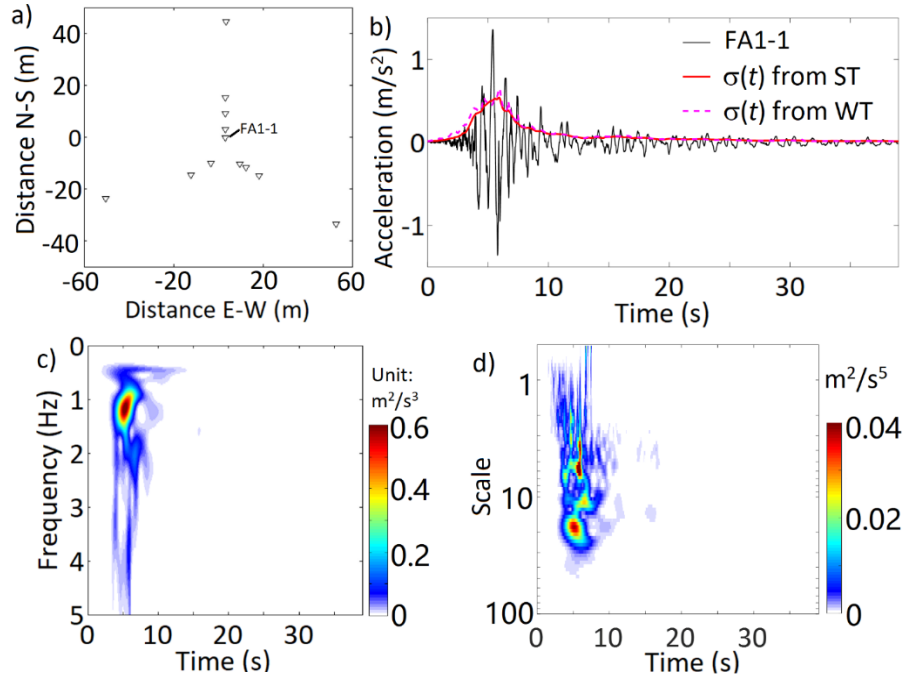 a)
Distance N-S (m)
40
20
0
-20
-40
FA1-1
-60
-20
20
60
Distance E-W (m)
b)
Acceleration (m/s²)
1
0
-1
FA1-1
σ(t) from ST
σ(t) from WT
0
10
20
30
Time (s)
c)
Frequency (Hz)
0
1
2
3
4
5
0
10
20
30
Time (s)
Unit:
m²/s³
0.6
0.4
0.2
0
d)
Scale
1
10
100
0
10
20
30
Time (s)
m²/s⁵
0.04
0.02
0